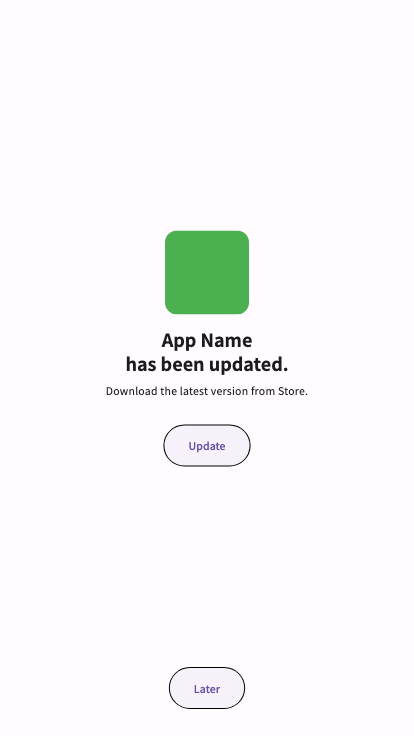 App Name
has been updated.
Download the latest version from Store.
Update
Later